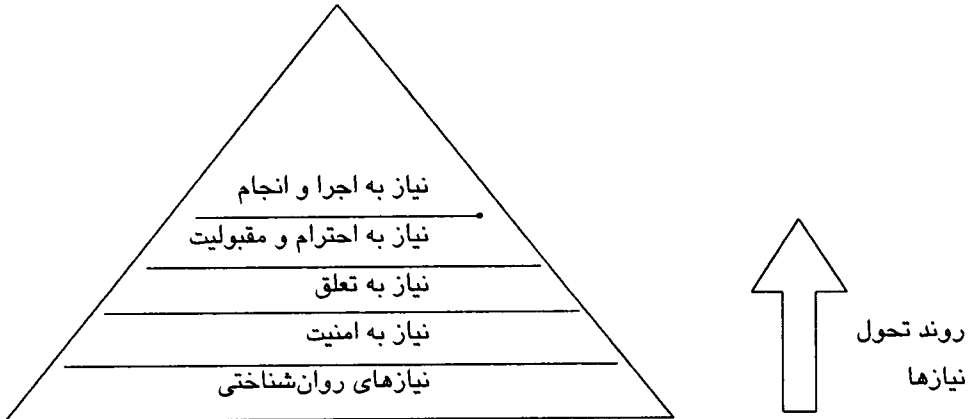 نیاز به اجرا و انجام
نیاز به احترام و مقبولیت
نیاز به تعلق
نیاز به امنیت
نیازهای روان‌شناختی
روند تحول
نیازها